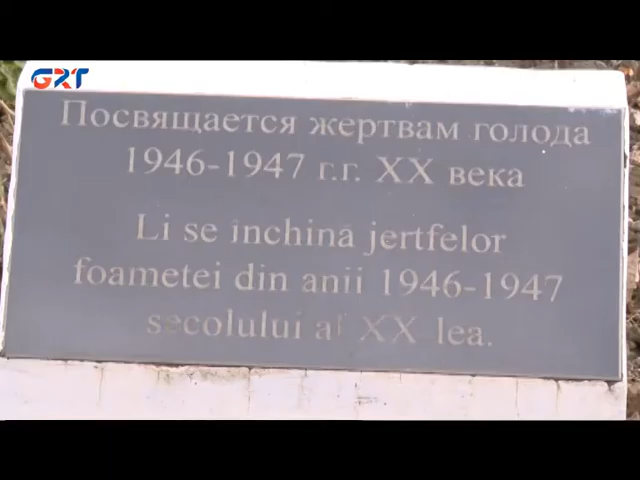 GRT
Посвящается жертвам голода
1946-1947 г.г. XX века
Li se inchina jertfelor
foametei din anii 1946-1947
secolului al XX lea.